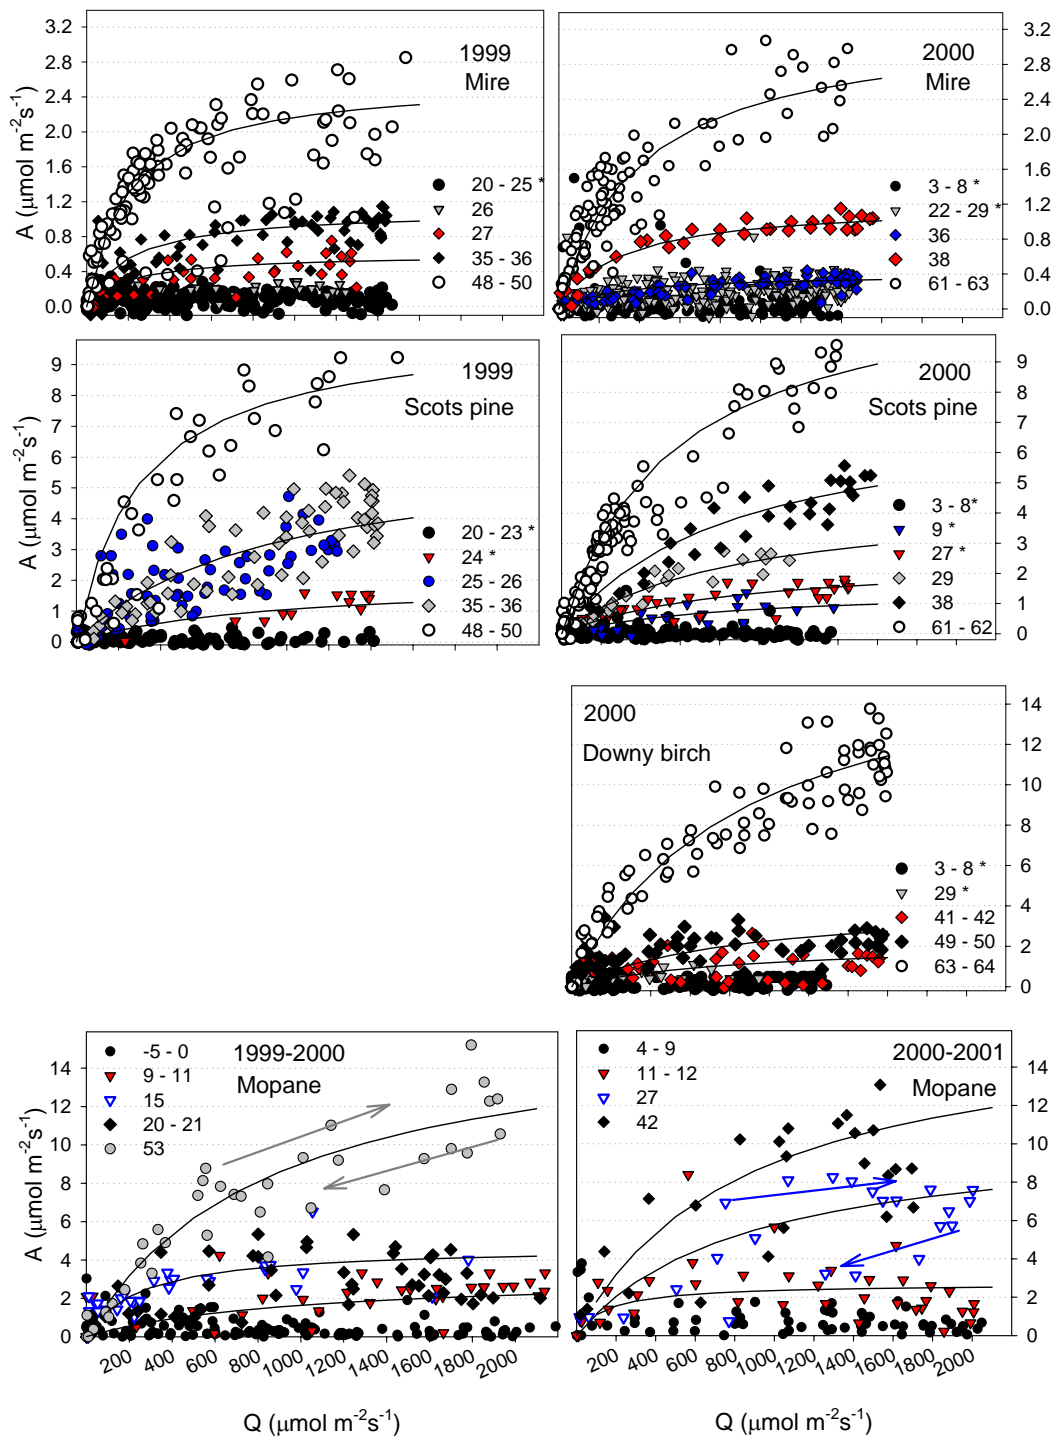 1999
Mire
A (μmol m⁻²s⁻¹)
3.2
2.8
2.4
2.0
1.6
1.2
0.8
0.4
0.0
20 - 25 *
26
27
35 - 36
48 - 50
2000
Mire
3.2
2.8
2.4
2.0
1.6
1.2
0.8
0.4
0.0
3 - 8 *
22 - 29 *
36
38
61 - 63
1999
Scots pine
A (μmol m⁻²s⁻¹)
9
8
7
6
5
4
3
2
1
0
20 - 23 *
24 *
25 - 26
35 - 36
48 - 50
2000
Scots pine
9
8
7
6
5
4
3
2
1
0
3 - 8 *
9 *
27 *
29
38
61 - 62
2000
Downy birch
14
12
10
8
6
4
2
0
3 - 8 *
29 *
41 - 42
49 - 50
63 - 64
1999-2000
Mopane
A (μmol m⁻²s⁻¹)
14
12
10
8
6
4
2
0
-5 - 0
9 - 11
15
20 - 21
53
200 400 600 800 1000 1200 1400 1600 1800 2000
Q (μmol m⁻²s⁻¹)
2000-2001
Mopane
14
12
10
8
6
4
2
0
4 - 9
11 - 12
27
42
200 400 600 800 1000 1200 1400 1600 1800 2000
Q (μmol m⁻²s⁻¹)